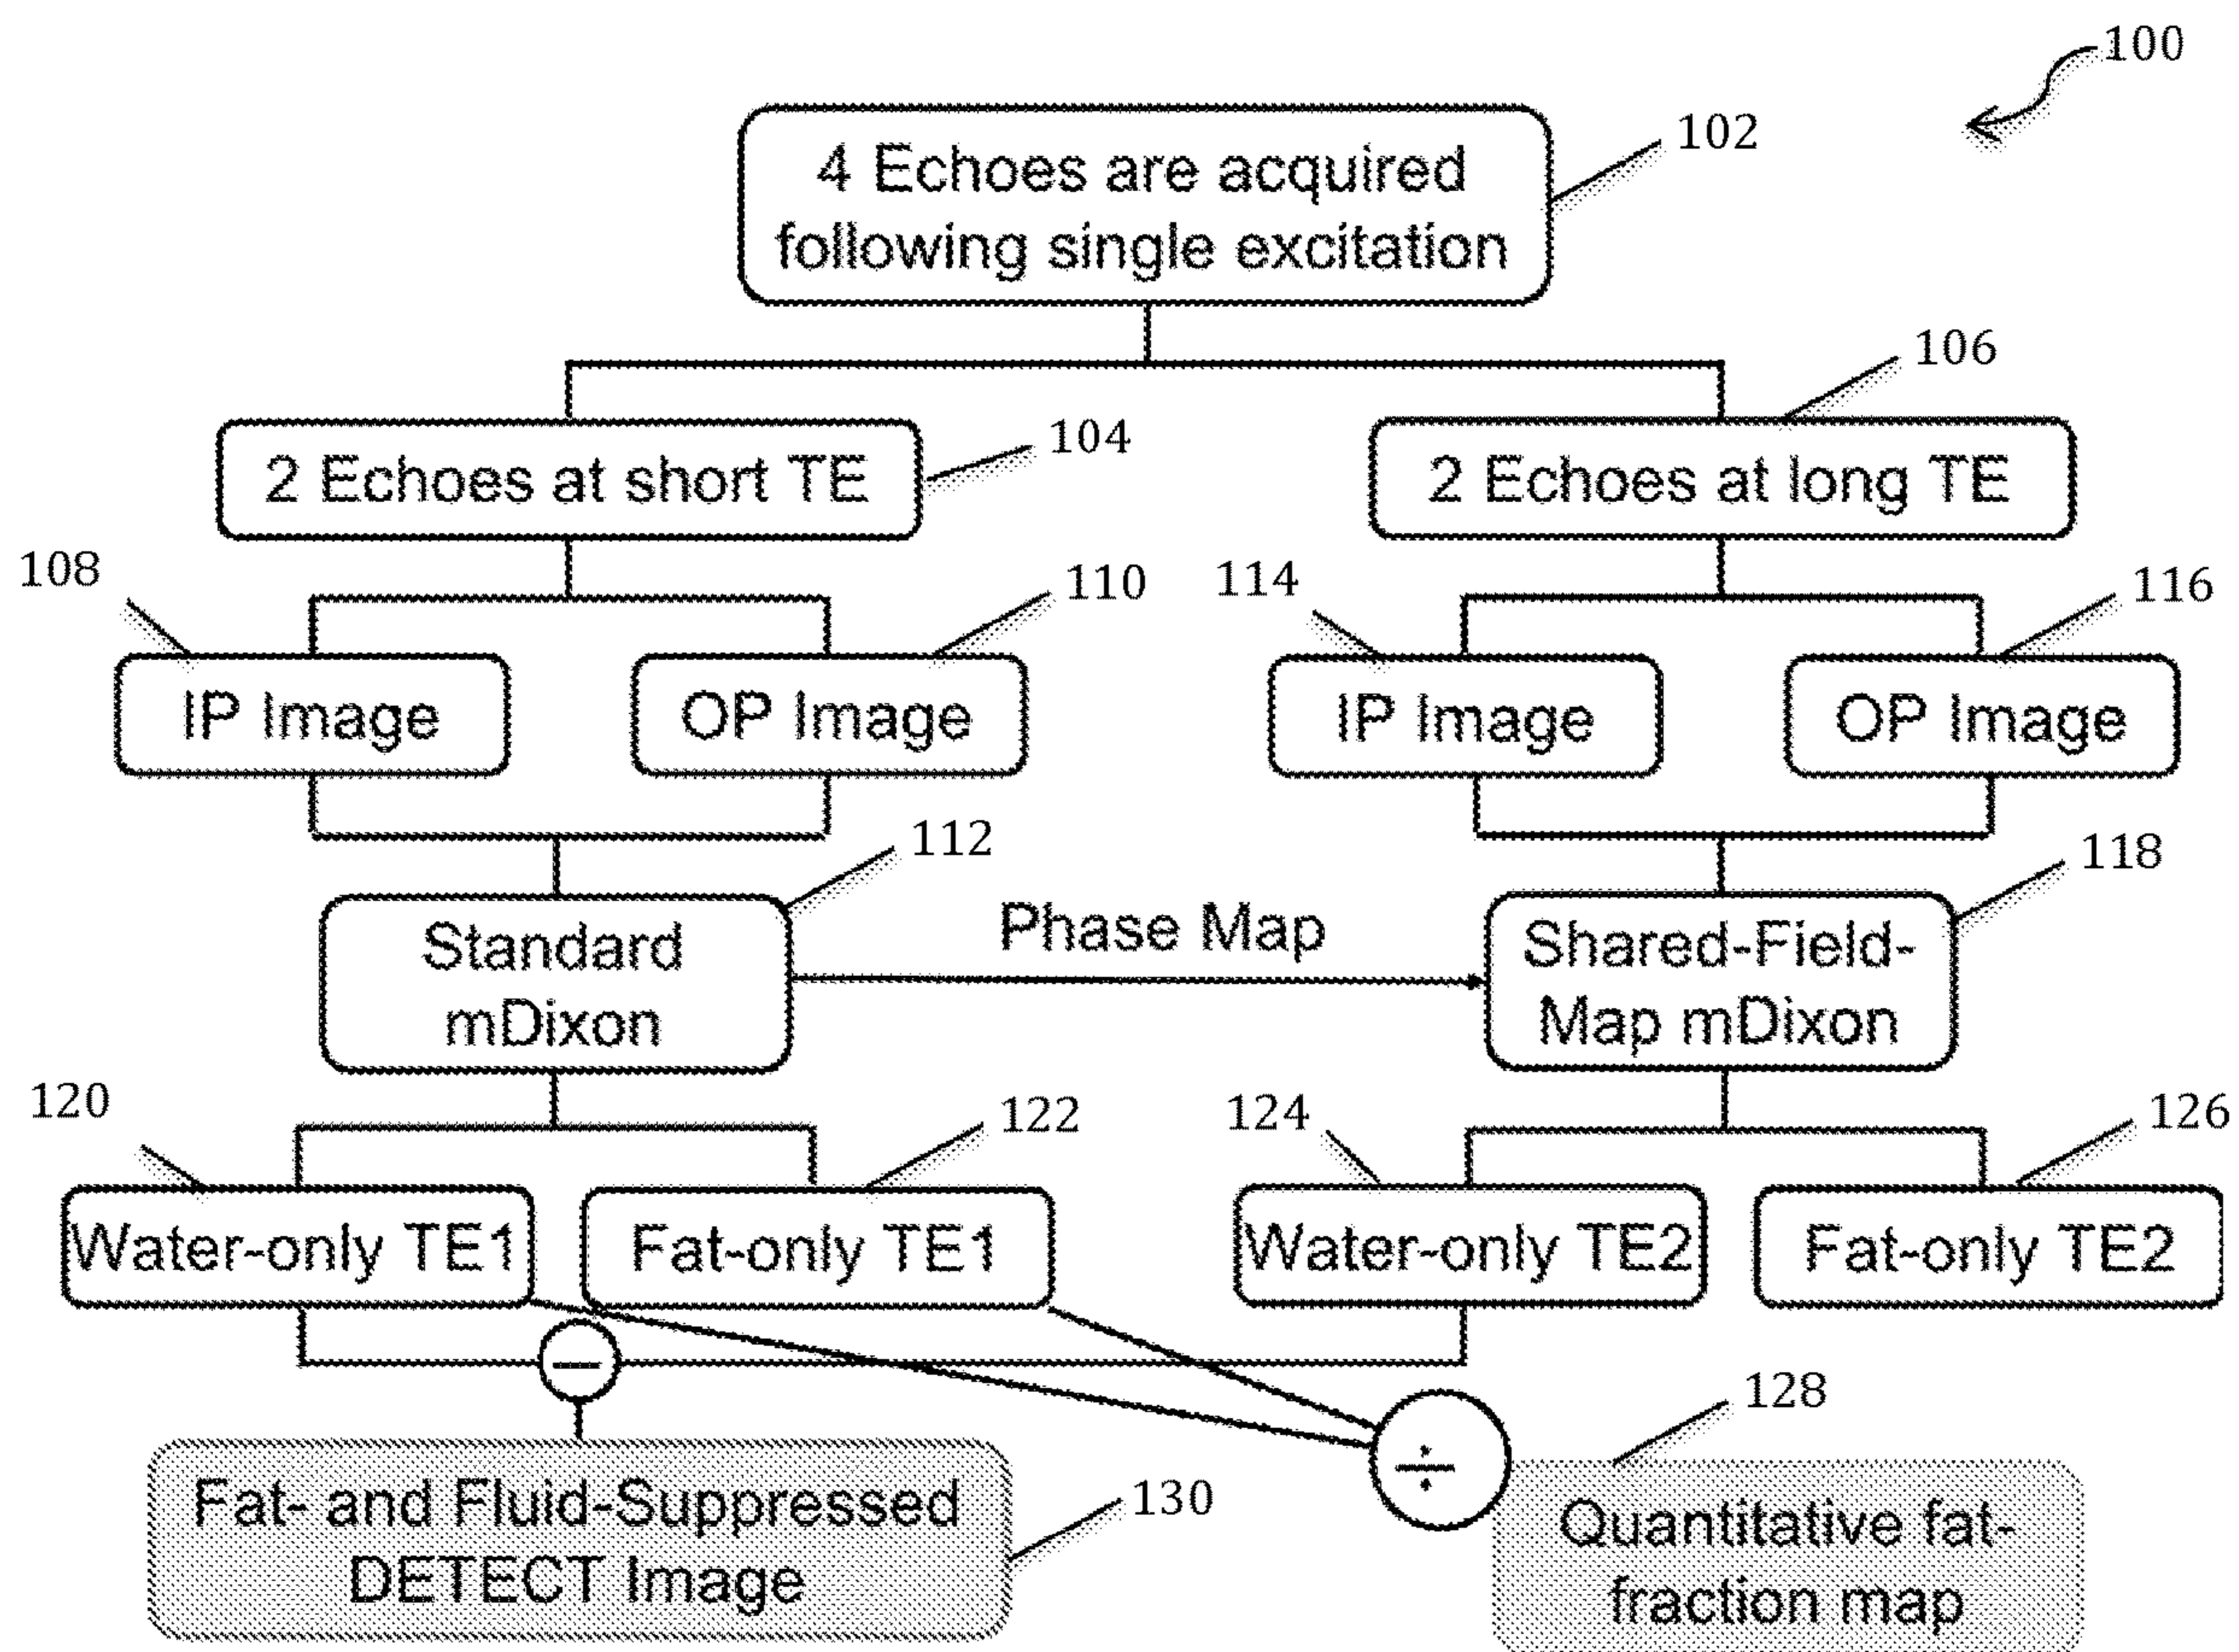 100
102
4 Echoes are acquired
following single excitation
106
104
2 Echoes at short TE
2 Echoes at long TE
108
110
114
116
IP Image
OP Image
IP Image
OP Image
112
118
Phase Map
Standard
mDixon
Shared-Field-
Map mDixon
120
122
124
126
Water-only TE1
Fat-only TE1
Water-only TE2
Fat-only TE2
−
128
÷
Fat- and Fluid-Suppressed
DETECT Image
130
Quantitative fat-
fraction map